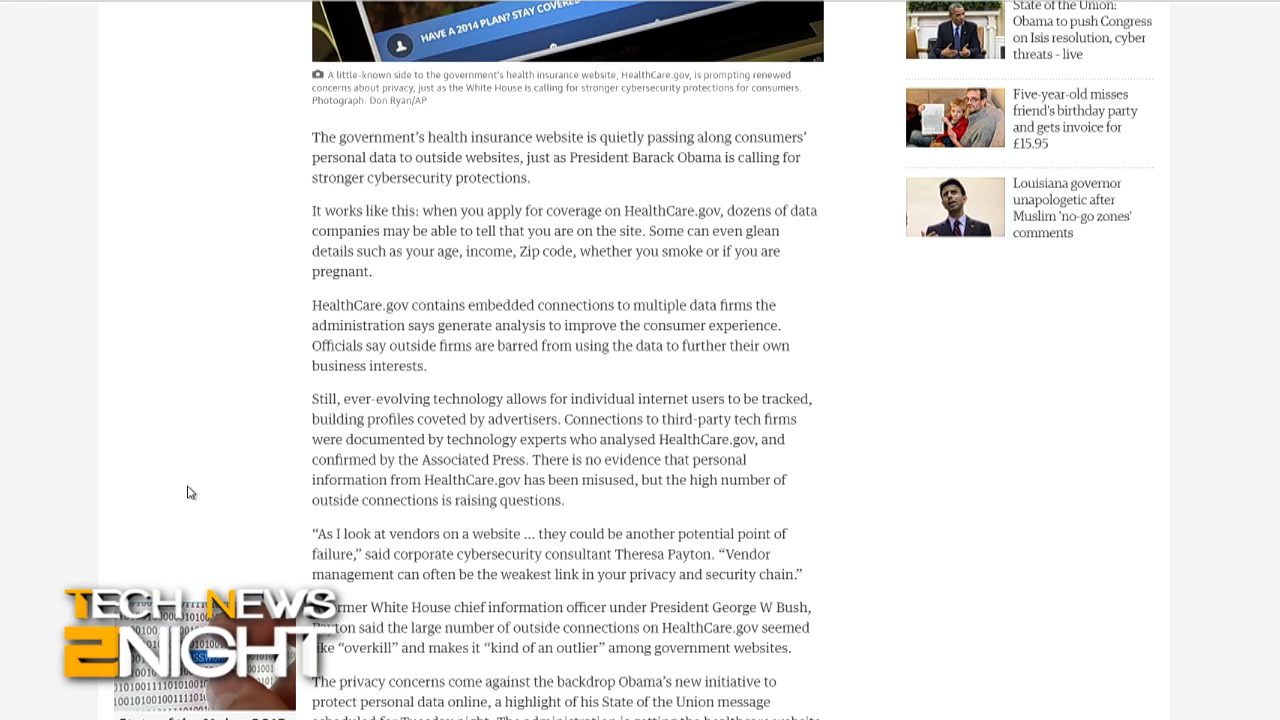 HAVE A 2014 PLAN? STAY COVERED
A little-known side to the government's health insurance website, HealthCare.gov, is prompting renewed
concerns about privacy, just as the White House is calling for stronger cybersecurity protections for consumers.
Photograph: Don Ryan/AP
The government's health insurance website is quietly passing along consumers'
personal data to outside websites, just as President Barack Obama is calling for
stronger cybersecurity protections.
It works like this: when you apply for coverage on HealthCare.gov, dozens of data
companies may be able to tell that you are on the site. Some can even glean
details such as your age, income, Zip code, whether you smoke or if you are
pregnant.
HealthCare.gov contains embedded connections to multiple data firms the
administration says generate analysis to improve the consumer experience.
Officials say outside firms are barred from using the data to further their own
business interests.
Still, ever-evolving technology allows for individual internet users to be tracked,
building profiles coveted by advertisers. Connections to third-party tech firms
were documented by technology experts who analysed HealthCare.gov, and
confirmed by the Associated Press. There is no evidence that personal
information from HealthCare.gov has been misused, but the high number of
outside connections is raising questions.
“As I look at vendors on a website ... they could be another potential point of
failure,” said corporate cybersecurity consultant Theresa Payton. “Vendor
management can often be the weakest link in your privacy and security chain.”
White House chief information officer under President George W Bush,
said the large number of outside connections on HealthCare.gov seemed
“overkill” and makes it “kind of an outlier” among government websites.
The privacy concerns come against the backdrop Obama's new initiative to
protect personal data online, a highlight of his State of the Union message
State of the Union:
Obama to push Congress
on Isis resolution, cyber
threats - live
Five-year-old misses
friend's birthday party
and gets invoice for
£15.95
Louisiana governor
unapologetic after
Muslim 'no-go zones'
comments
TECH NEWS
2NIGHT